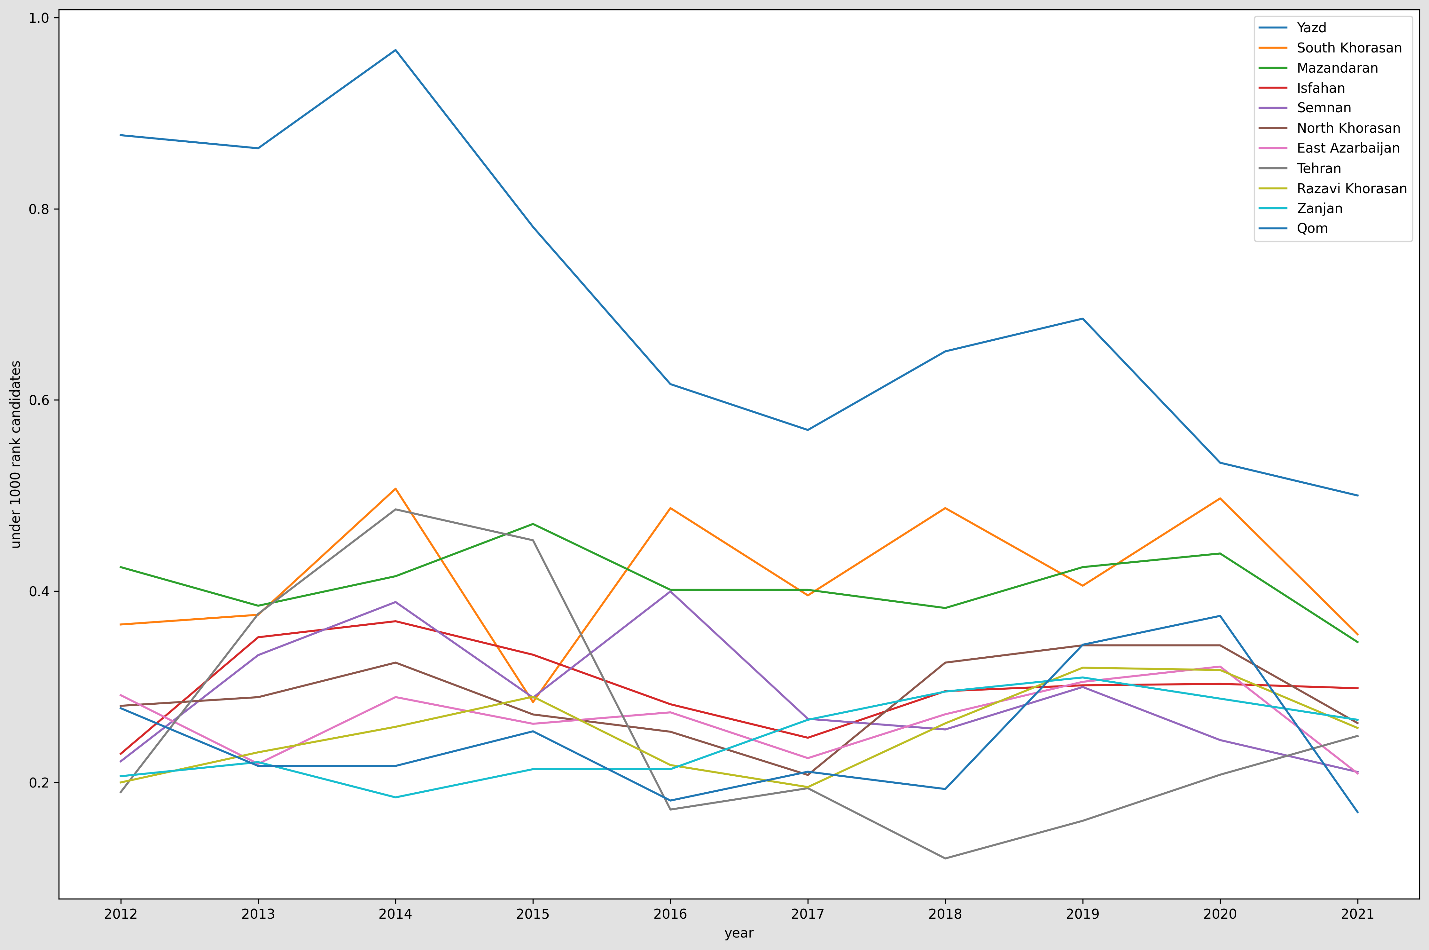 1.0
0.8
0.6
0.4
0.2
under 1000 rank candidates
Yazd
South Khorasan
Mazandaran
Isfahan
Semnan
North Khorasan
East Azarbaijan
Tehran
Razavi Khorasan
Zanjan
Qom
2012 2013 2014 2015 2016 2017 2018 2019 2020 2021
year